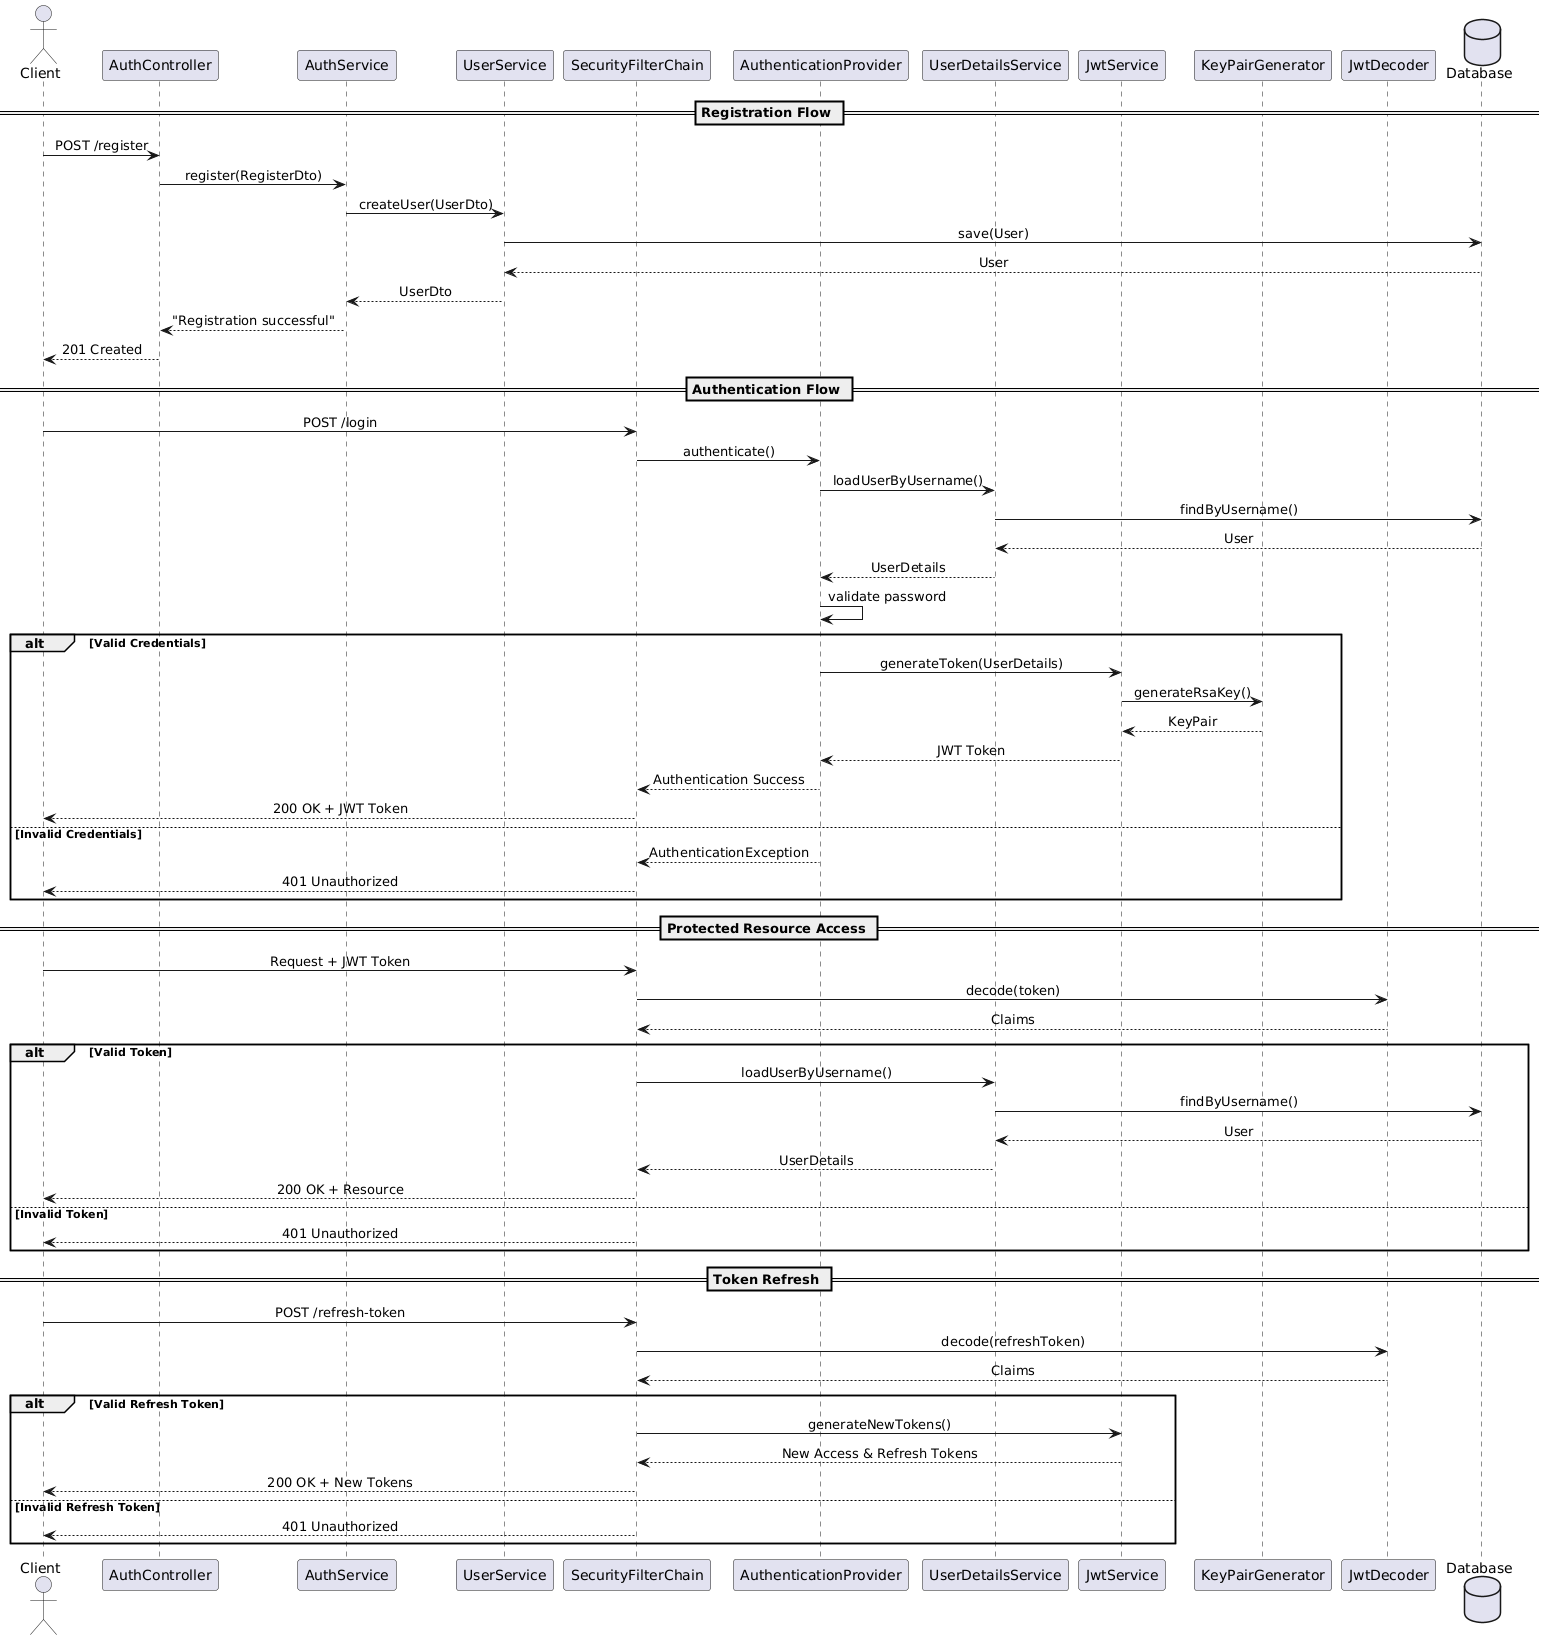 Client
AuthController
AuthService
UserService
SecurityFilterChain
AuthenticationProvider
UserDetailsService
JwtService
KeyPairGenerator
JwtDecoder
Database
Registration Flow
POST /register
register(RegisterDto)
createUser(UserDto)
save(User)
User
UserDto
"Registration successful"
201 Created
Authentication Flow
POST /login
authenticate()
loadUserByUsername()
findByUsername()
User
UserDetails
validate password
alt [Valid Credentials]
generateToken(UserDetails)
generateRsaKey()
KeyPair
JWT Token
Authentication Success
200 OK + JWT Token
[Invalid Credentials]
AuthenticationException
401 Unauthorized
Protected Resource Access
Request + JWT Token
decode(token)
Claims
alt [Valid Token]
loadUserByUsername()
findByUsername()
User
UserDetails
200 OK + Resource
[Invalid Token]
401 Unauthorized
Token Refresh
POST /refresh-token
decode(refreshToken)
Claims
alt [Valid Refresh Token]
generateNewTokens()
New Access & Refresh Tokens
200 OK + New Tokens
[Invalid Refresh Token]
401 Unauthorized
Client
AuthController
AuthService
UserService
SecurityFilterChain
AuthenticationProvider
UserDetailsService
JwtService
KeyPairGenerator
JwtDecoder
Database